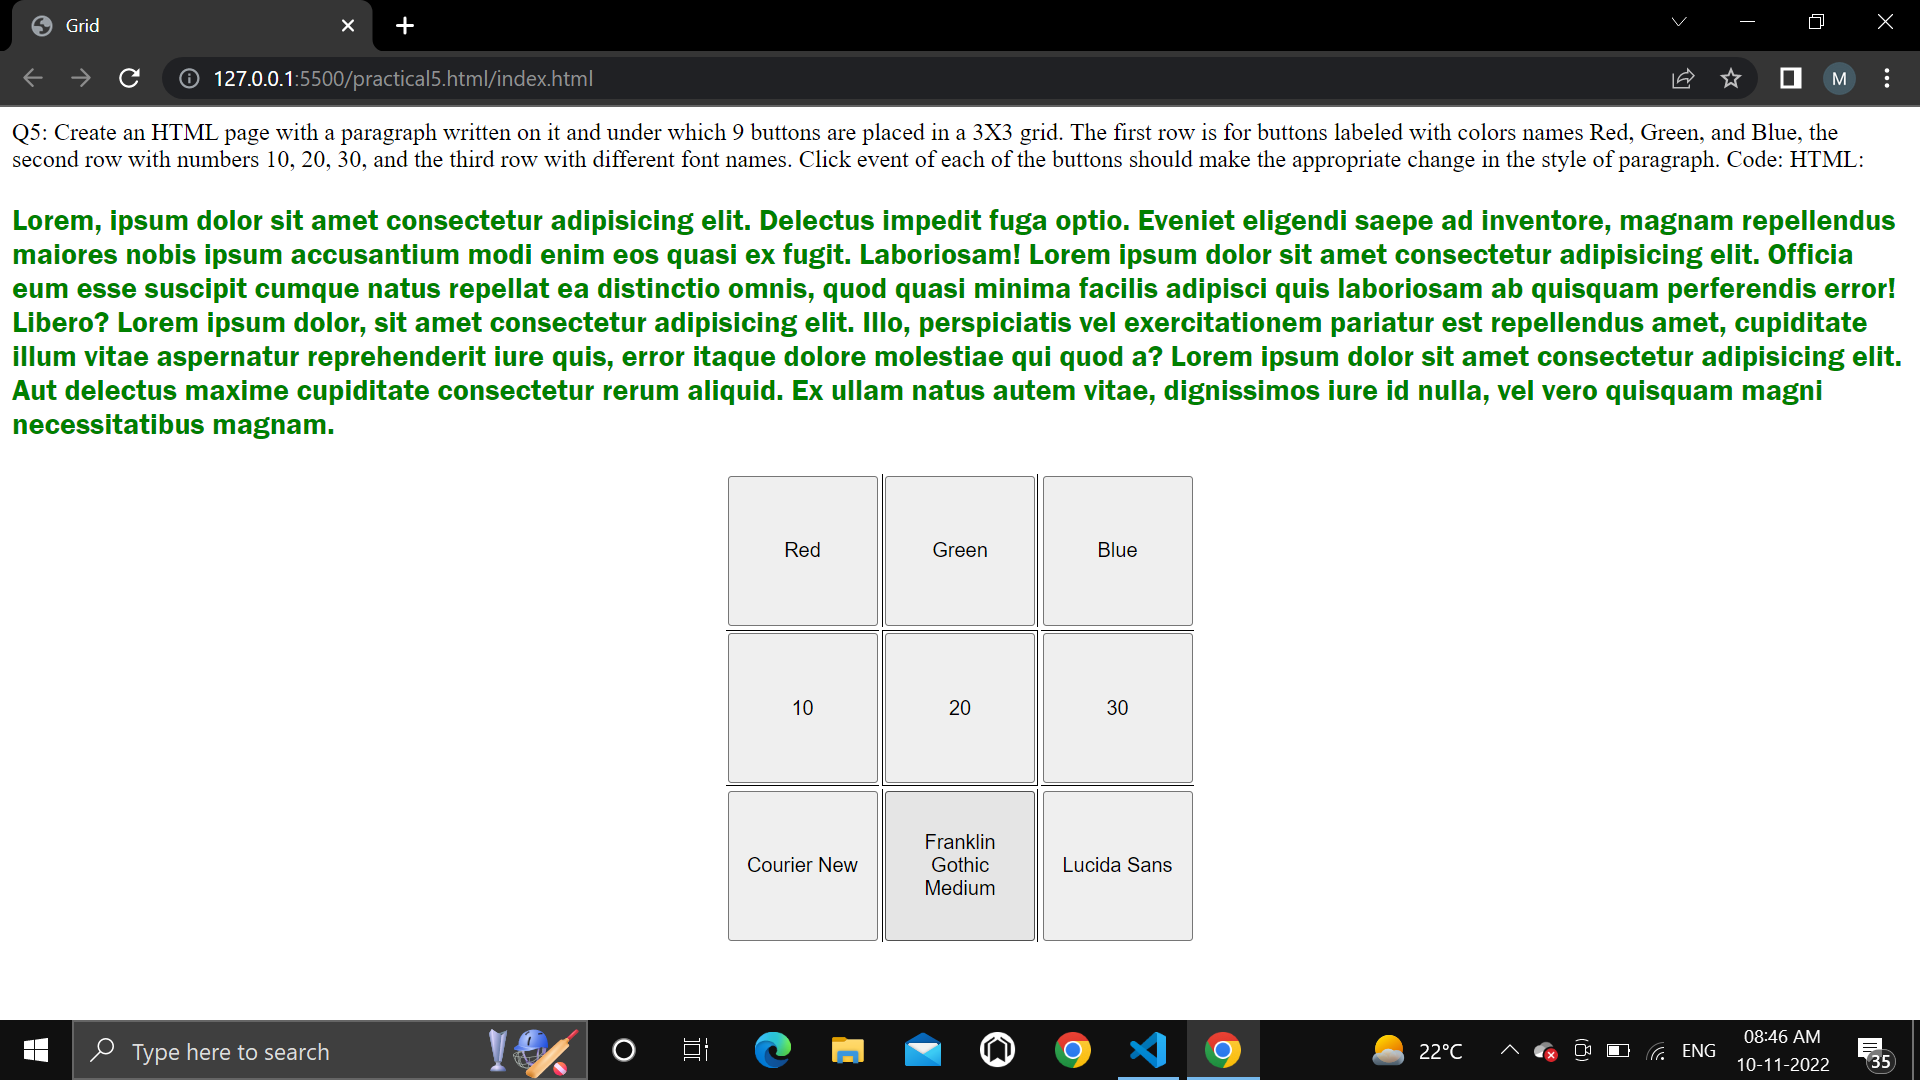 Grid
127.0.0.1:5500/practical5.html/index.html
M
Q5: Create an HTML page with a paragraph written on it and under which 9 buttons are placed in a 3X3 grid. The first row is for buttons labeled with colors names Red, Green, and Blue, the
second row with numbers 10, 20, 30, and the third row with different font names. Click event of each of the buttons should make the appropriate change in the style of paragraph. Code: HTML:
Lorem, ipsum dolor sit amet consectetur adipisicing elit. Delectus impedit fuga optio. Eveniet eligendi saepe ad inventore, magnam repellendus
maiores nobis ipsum accusantium modi enim eos quasi ex fugit. Laboriosam! Lorem ipsum dolor sit amet consectetur adipisicing elit. Officia
eum esse suscipit cumque natus repellat ea distinctio omnis, quod quasi minima facilis adipisci quis laboriosam ab quisquam perferendis error!
Libero? Lorem ipsum dolor, sit amet consectetur adipisicing elit. Illo, perspiciatis vel exercitationem pariatur est repellendus amet, cupiditate
illum vitae aspernatur reprehenderit iure quis, error itaque dolore molestiae qui quod a? Lorem ipsum dolor sit amet consectetur adipisicing elit.
Aut delectus maxime cupiditate consectetur rerum aliquid. Ex ullam natus autem vitae, dignissimos iure id nulla, vel vero quisquam magni
necessitatibus magnam.
Red
Green
Blue
10
20
30
Courier New
Franklin
Gothic
Medium
Lucida Sans
Type here to search
22°C
ENG
08:46 AM
10-11-2022
35